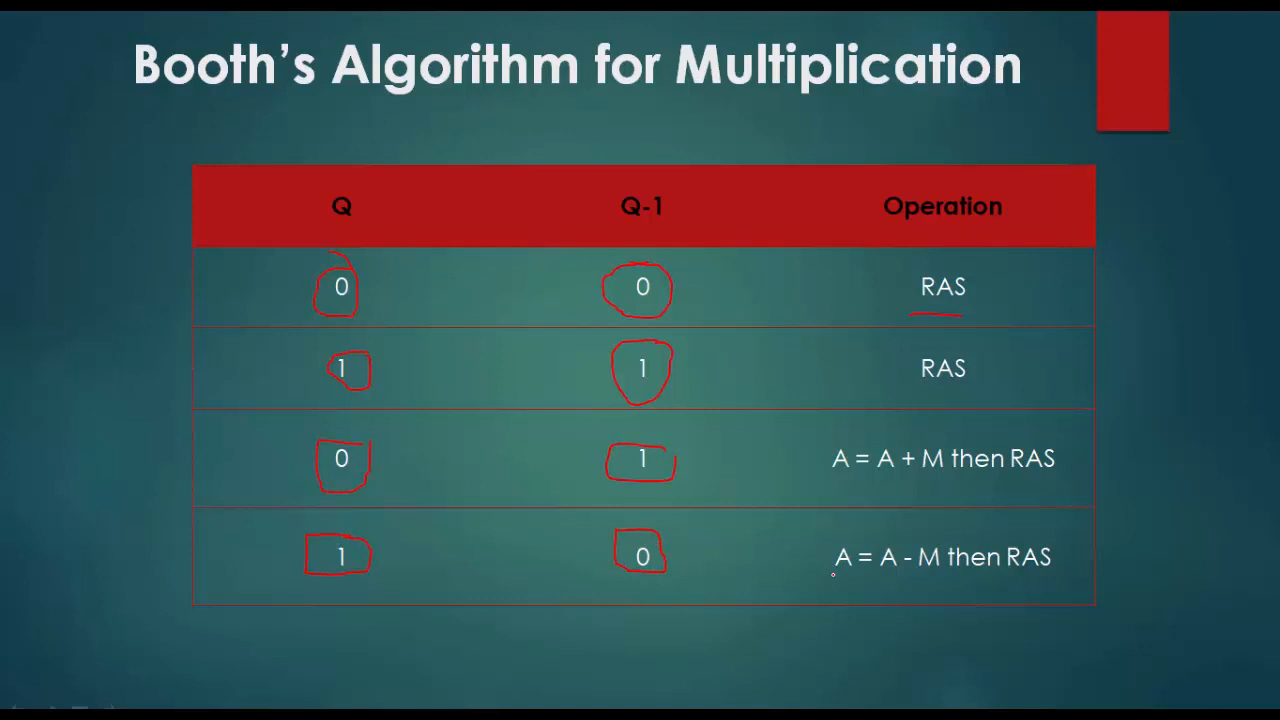 Booth’s Algorithm for Multiplication
Q Q-1 Operation
0 0 RAS
1 1 RAS
0 1 A = A + M then RAS
1 0 A = A - M then RAS